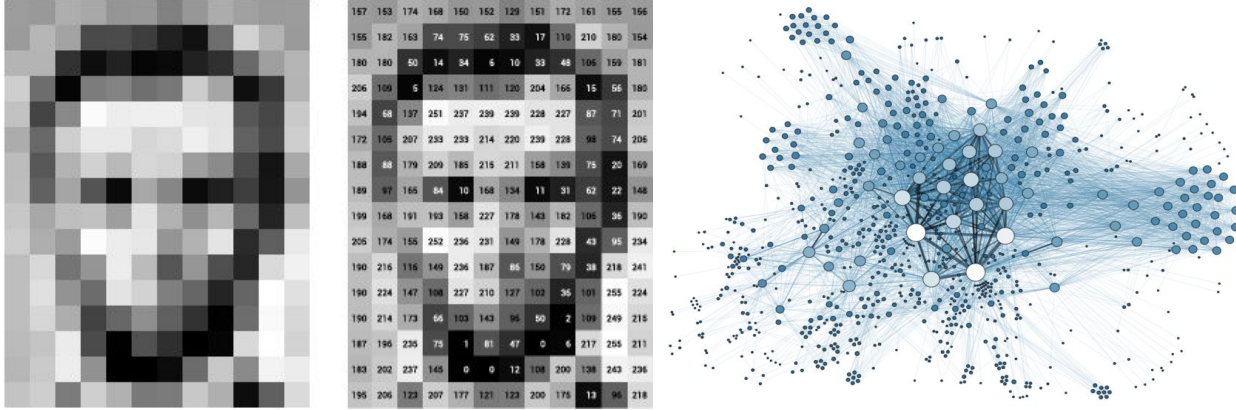 157 153 174 168 150 152 129 151 172 161 155 156
155 182 163 74 75 62 33 17 110 210 180 154
180 180 50 14 34 6 10 33 48 106 159 181
206 109 5 124 131 111 120 204 166 15 56 180
194 68 137 251 237 239 239 228 227 87 71 201
172 106 207 233 233 214 220 239 228 98 74 206
188 88 179 209 185 215 211 158 139 75 20 169
189 97 165 84 10 168 134 11 31 62 22 148
199 168 191 193 158 227 178 143 182 106 36 190
205 174 155 252 236 231 149 178 228 43 95 234
190 216 116 149 236 187 86 150 79 38 218 241
190 224 147 108 227 210 127 102 36 101 255 224
190 214 173 66 103 143 96 50 2 109 249 215
187 196 235 75 1 81 47 0 6 217 255 211
183 202 237 145 0 0 12 108 200 138 243 236
195 206 123 207 177 121 123 200 175 13 96 218